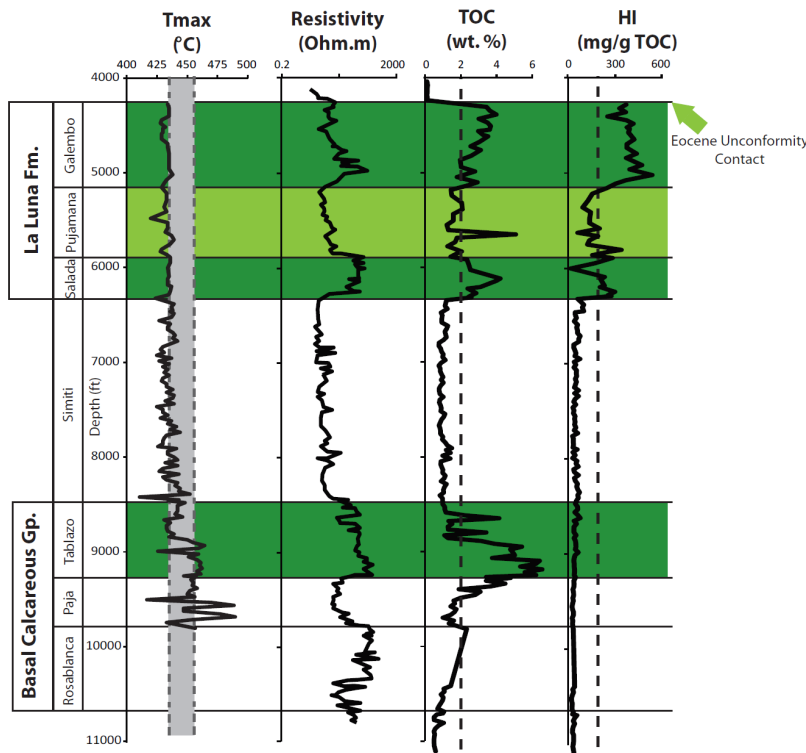 Tmax
(°C)
Resistivity
(Ohm.m)
TOC
(wt. %)
HI
(mg/g TOC)
400 425 450 475 500
0.2 2000
0 2 4 6
0 300 600
4000
5000
6000
7000
8000
9000
10000
11000
Depth (ft)
La Luna Fm.
Galembo
Pujamana
Salada
Simiti
Basal Calcareous Gp.
Tablazo
Paja
Rosablanca
Eocene Unconformity
Contact